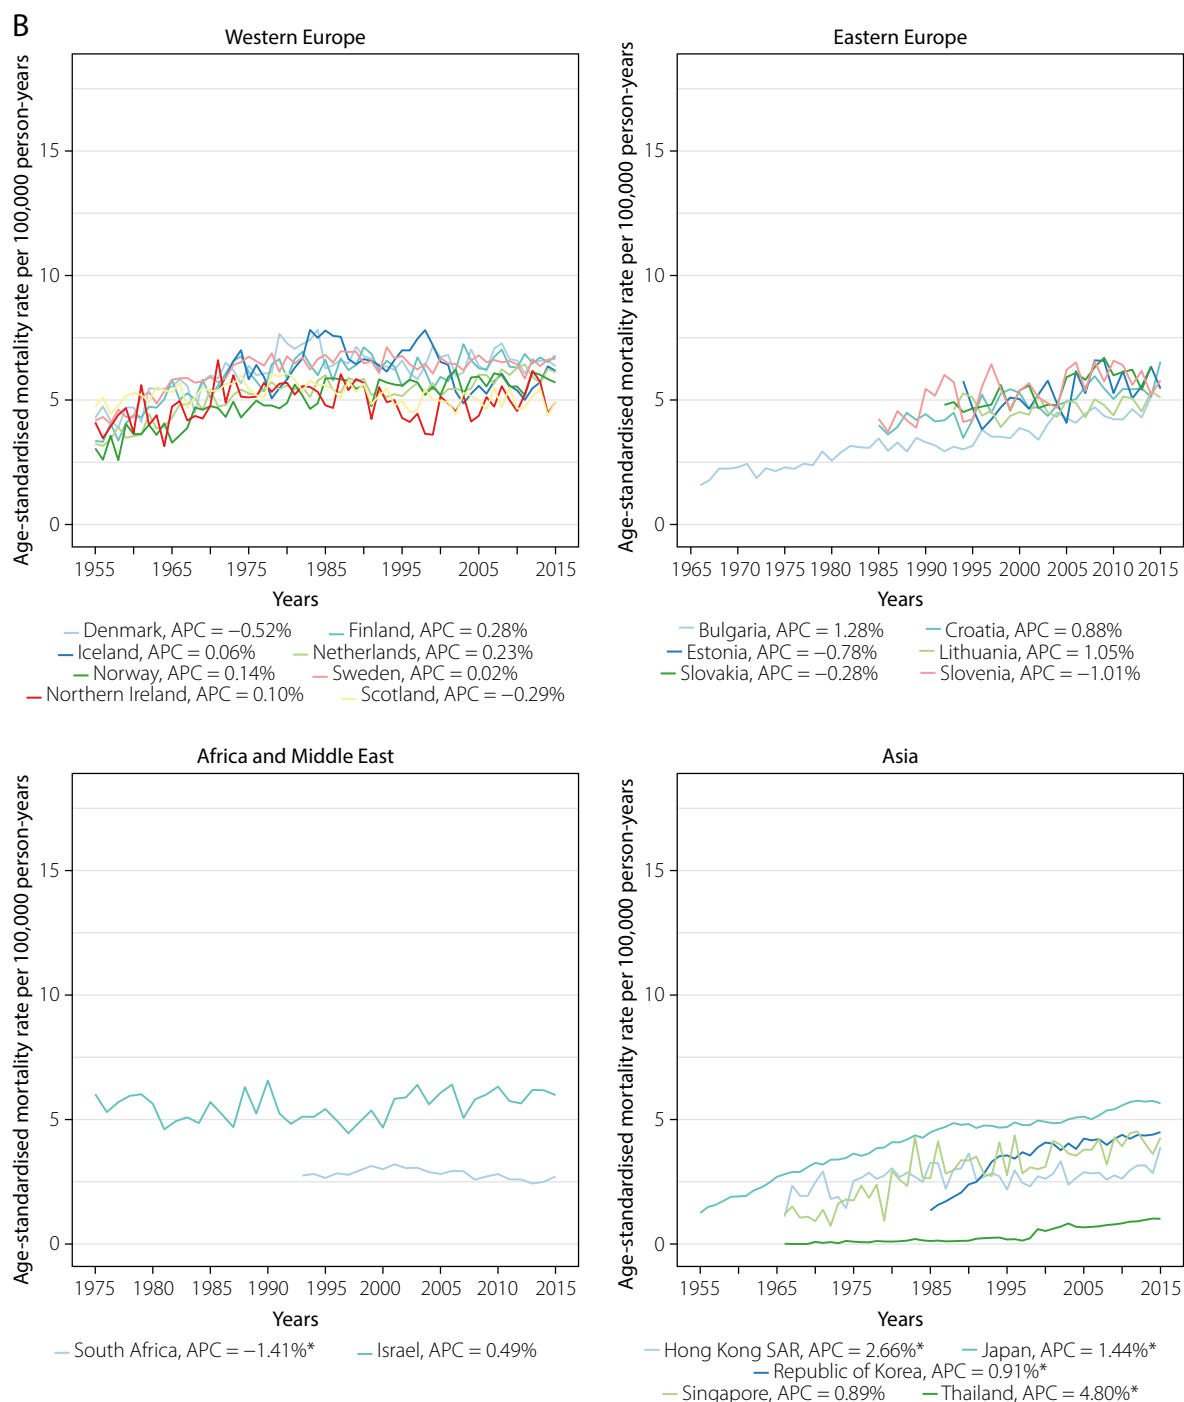 B
Western Europe
Age-standardised mortality rate per 100,000 person-years
15
10
5
0
1955 1965 1975 1985 1995 2005 2015
Years
Denmark, APC = −0.52% Finland, APC = 0.28%
Iceland, APC = 0.06% Netherlands, APC = 0.23%
Norway, APC = 0.14% Sweden, APC = 0.02%
Northern Ireland, APC = 0.10% Scotland, APC = −0.29%
Eastern Europe
Age-standardised mortality rate per 100,000 person-years
15
10
5
0
1965 1970 1975 1980 1985 1990 1995 2000 2005 2010 2015
Years
Bulgaria, APC = 1.28% Croatia, APC = 0.88%
Estonia, APC = −0.78% Lithuania, APC = 1.05%
Slovakia, APC = −0.28% Slovenia, APC = −1.01%
Africa and Middle East
Age-standardised mortality rate per 100,000 person-years
15
10
5
0
1975 1980 1985 1990 1995 2000 2005 2010 2015
Years
South Africa, APC = −1.41%* Israel, APC = 0.49%
Asia
Age-standardised mortality rate per 100,000 person-years
15
10
5
0
1955 1965 1975 1985 1995 2005 2015
Years
Hong Kong SAR, APC = 2.66%* Japan, APC = 1.44%*
Republic of Korea, APC = 0.91%*
Singapore, APC = 0.89% Thailand, APC = 4.80%*